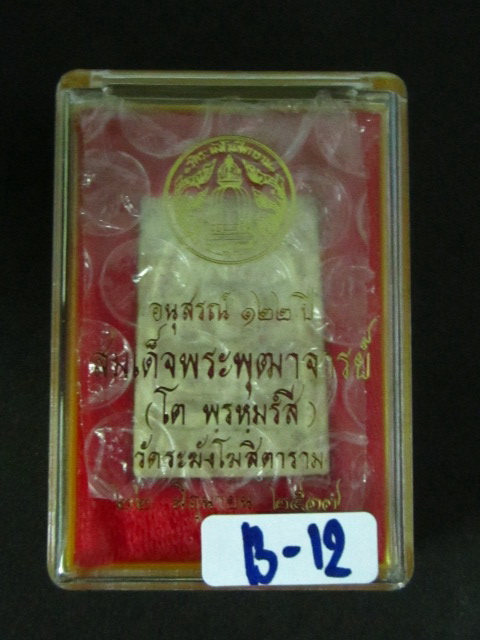 อนุสรณ์ ๑๒๒ ปี
สมเด็จพระพุฒาจารย์
(โต พรหฺมรํสี)
วัดระฆังโฆสิตาราม
๒๒ มิถุนายน ๒๕๓๗
B-12